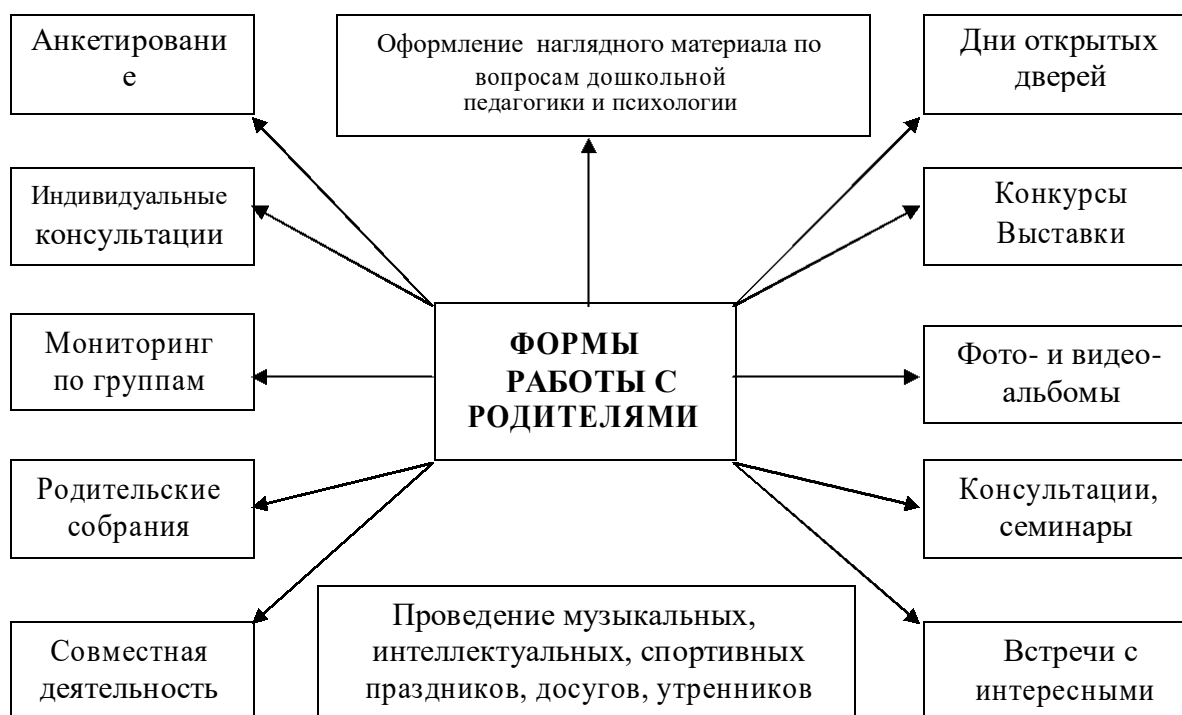 Анкетировани
е
Оформление наглядного материала по
вопросам дошкольной
педагогики и психологии
Дни открытых
дверей
Индивидуальные
консультации
Конкурсы
Выставки
Мониторинг
по группам
ФОРМЫ
РАБОТЫ С
РОДИТЕЛЯМИ
Фото- и видео-
альбомы
Родительские
собрания
Консультации,
семинары
Совместная
деятельность
Проведение музыкальных,
интеллектуальных, спортивных
праздников, досугов, утренников
Встречи с
интересными